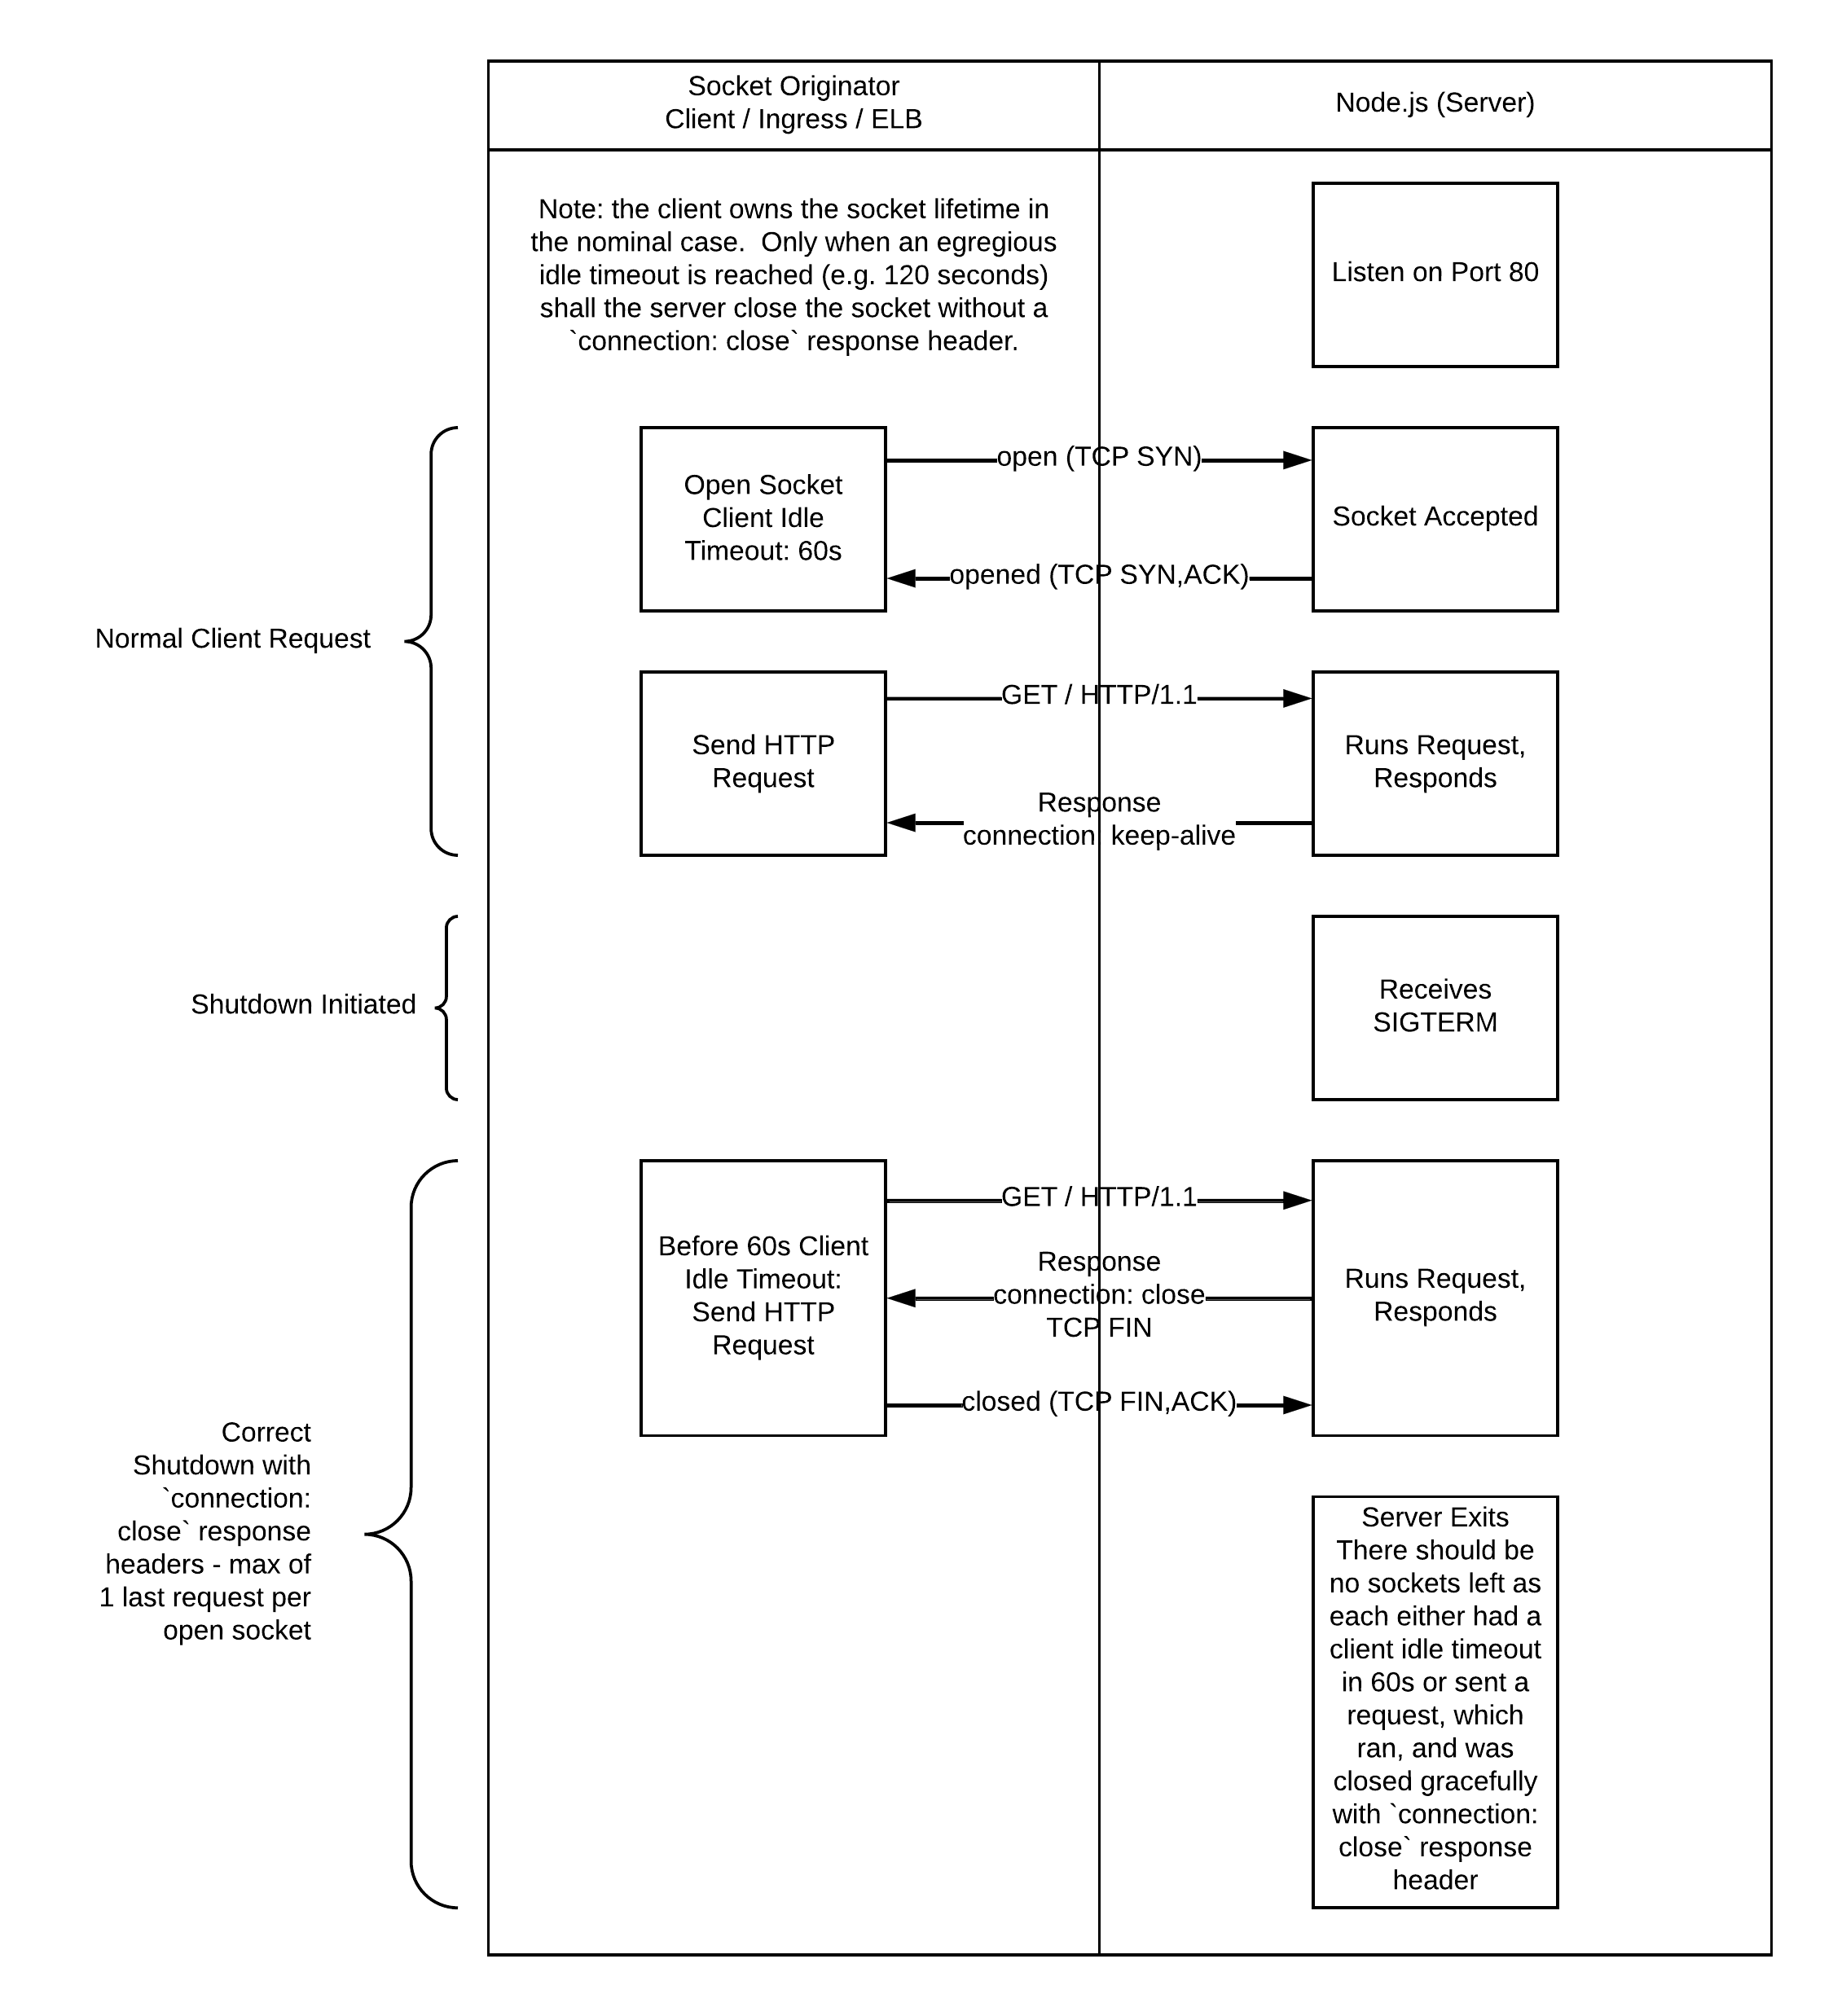 Socket Originator
Client / Ingress / ELB
Node.js (Server)
Note: the client owns the socket lifetime in
the nominal case.  Only when an egregious
idle timeout is reached (e.g. 120 seconds)
shall the server close the socket without a
`connection: close` response header.
Listen on Port 80
Normal Client Request
Open Socket
Client Idle
Timeout: 60s
open (TCP SYN)
opened (TCP SYN,ACK)
Socket Accepted
Send HTTP
Request
GET / HTTP/1.1
Response
connection: keep-alive
Runs Request,
Responds
Shutdown Initiated
Receives
SIGTERM
Correct
Shutdown with
`connection:
close` response
headers - max of
1 last request per
open socket
Before 60s Client
Idle Timeout:
Send HTTP
Request
GET / HTTP/1.1
Response
connection: close
TCP FIN
closed (TCP FIN,ACK)
Runs Request,
Responds
Server Exits
There should be
no sockets left as
each either had a
client idle timeout
in 60s or sent a
request, which
ran, and was
closed gracefully
with `connection:
close` response
header